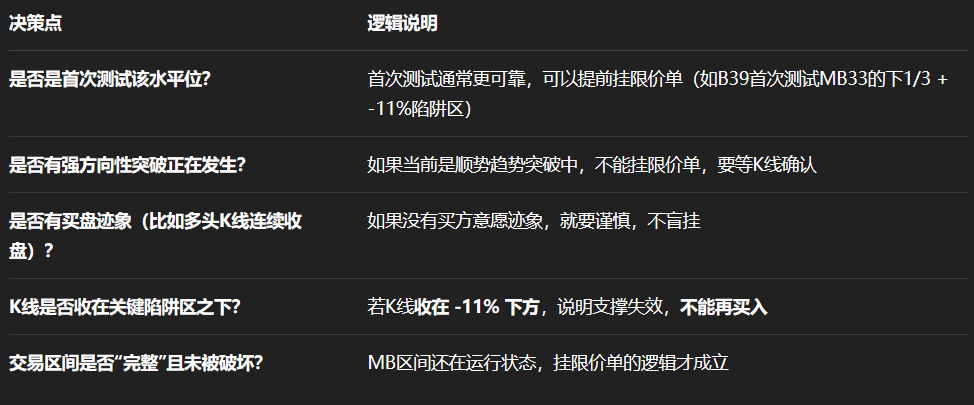 决策点 逻辑说明
是否是首次测试该水平位？ 首次测试通常更可靠，可以提前挂限价单（如B39首次测试MB33的下1/3 +
-11%陷阱区）
是否有强方向性突破正在发生？ 如果当前是顺势趋势突破中，不能挂限价单，要等K线确认
是否有买盘迹象（比如多头K线连续收 如果没有买方意愿迹象，就要谨慎，不盲挂
盘）？
K线是否收在关键陷阱区之下？ 若K线收在 -11% 下方，说明支撑失效，不能再买入
交易区间是否“完整”且未被破坏？ MB区间还在运行状态，挂限价单的逻辑才成立